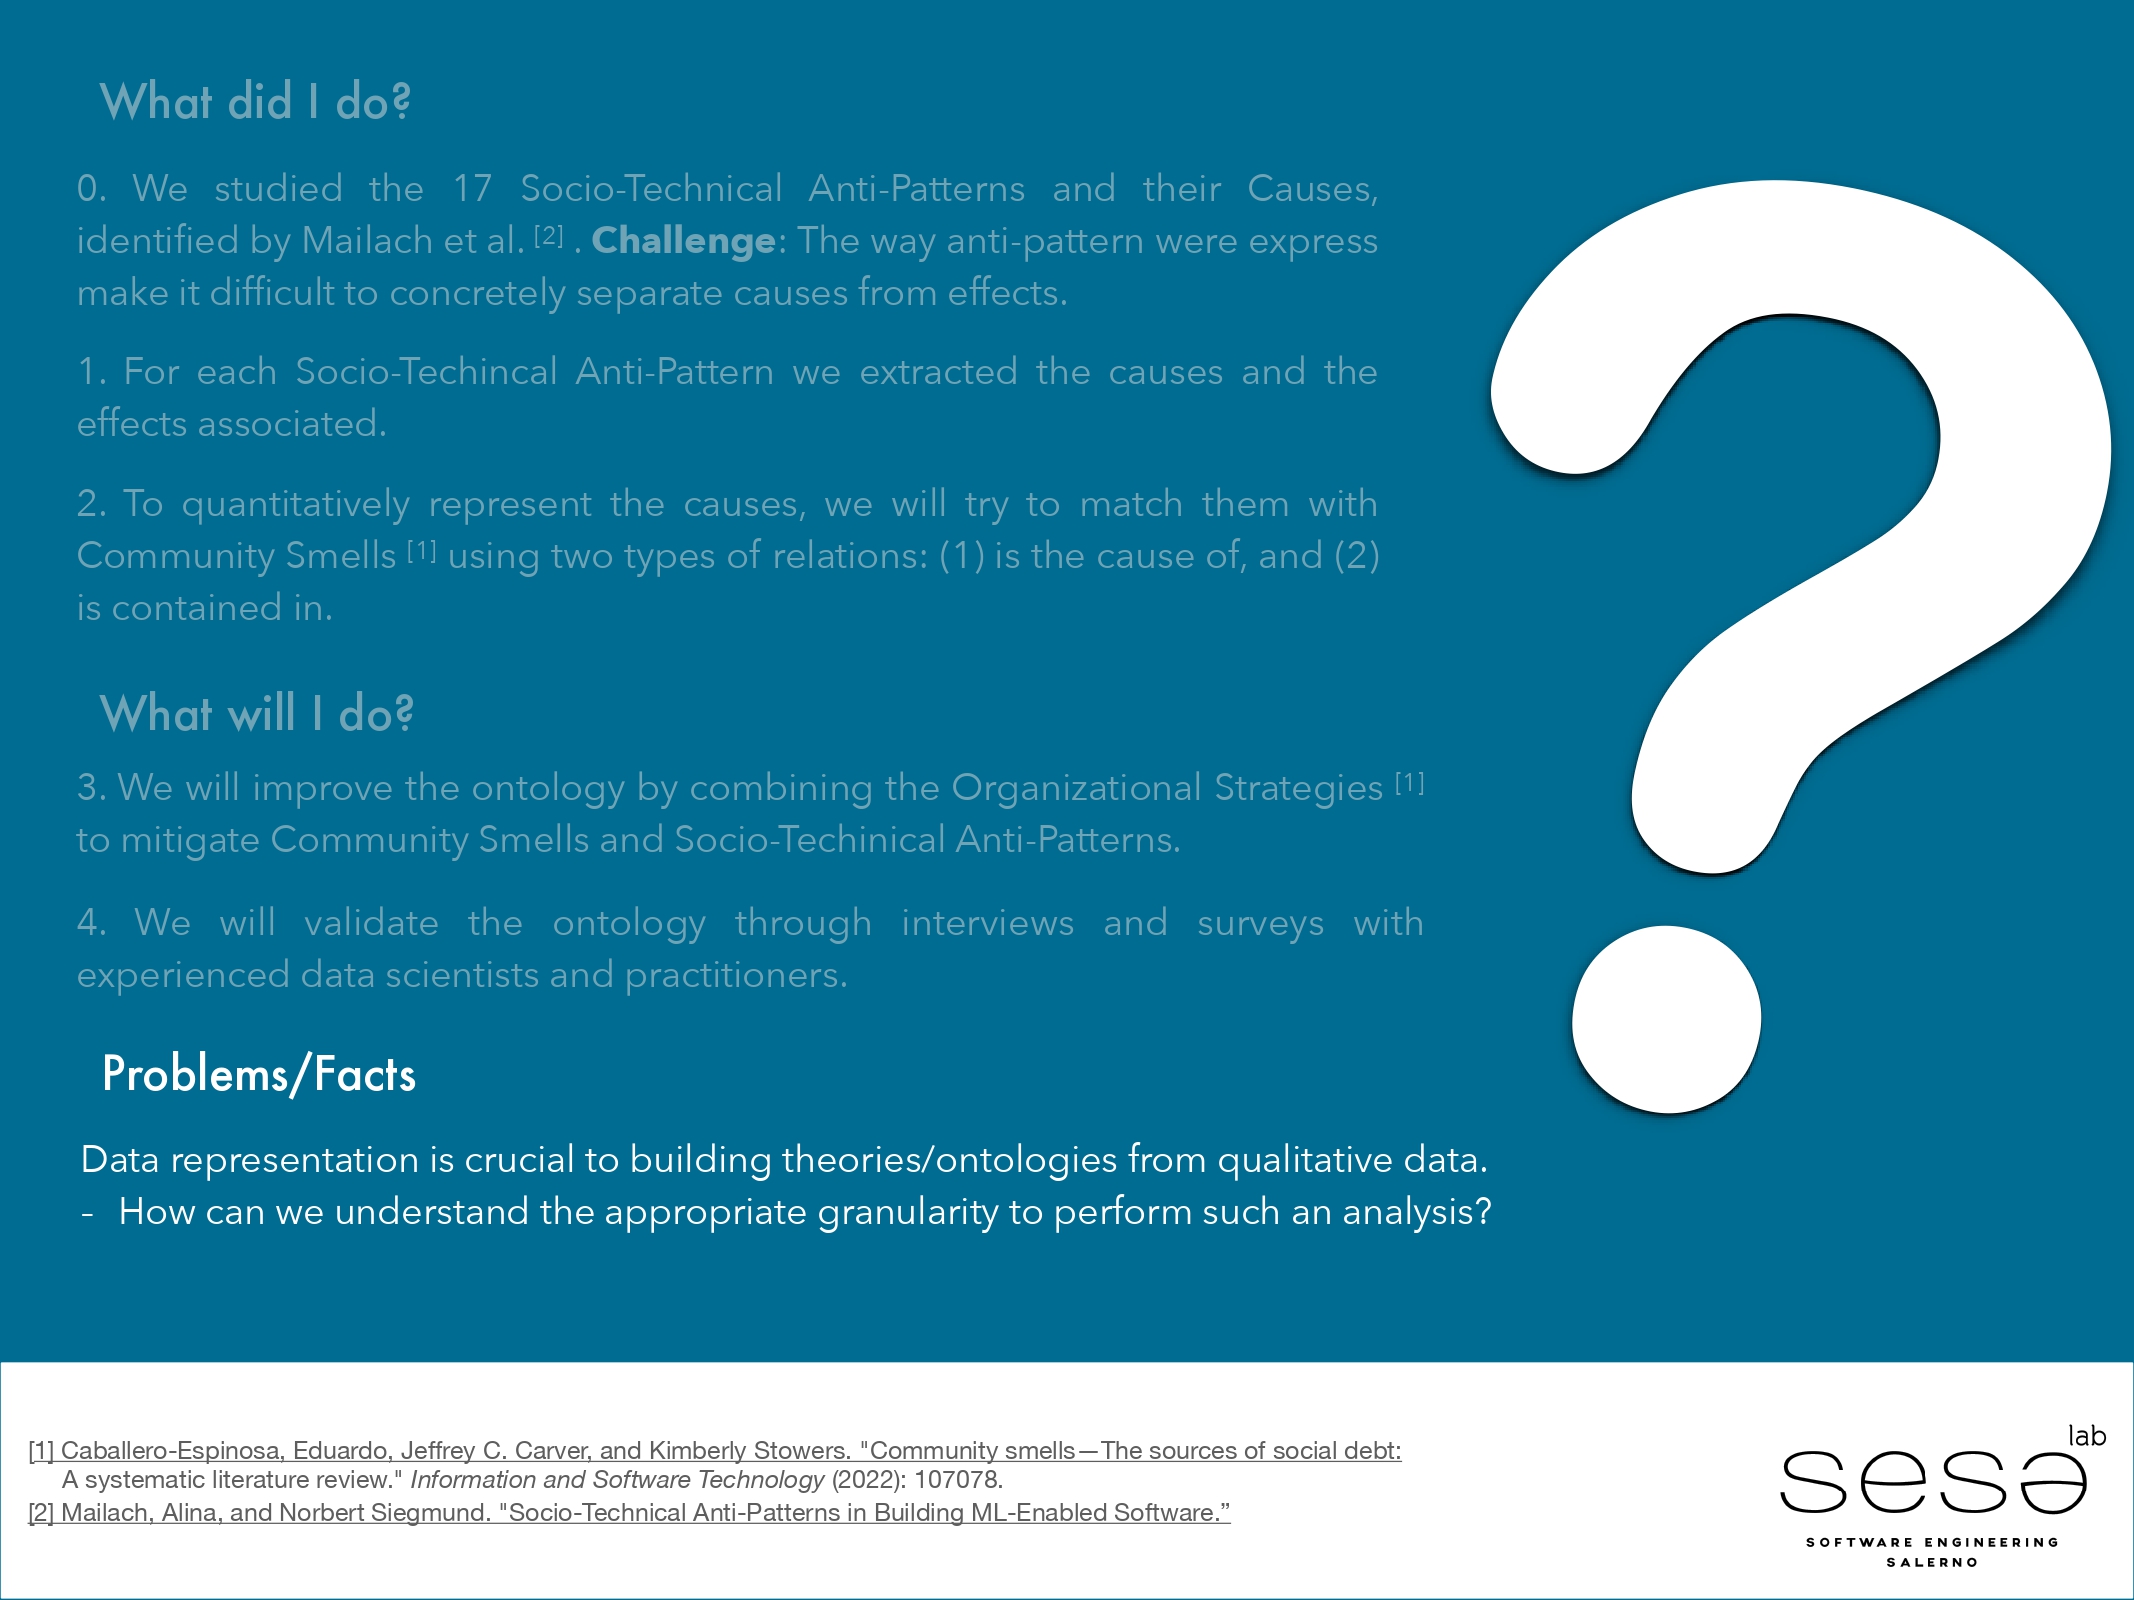 What did I do?
0. We studied the 17 Socio-Technical Anti-Patterns and their Causes,
identified by Mailach et al. [2] . Challenge: The way anti-pattern were express
make it difficult to concretely separate causes from effects.
1. For each Socio-Techincal Anti-Pattern we extracted the causes and the
effects associated.
2. To quantitatively represent the causes, we will try to match them with
Community Smells [1] using two types of relations: (1) is the cause of, and (2)
is contained in.
What will I do?
3. We will improve the ontology by combining the Organizational Strategies [1]
to mitigate Community Smells and Socio-Techinical Anti-Patterns.
4. We will validate the ontology through interviews and surveys with
experienced data scientists and practitioners.
Problems/Facts
Data representation is crucial to building theories/ontologies from qualitative data.
- How can we understand the appropriate granularity to perform such an analysis?
?
[1] Caballero-Espinosa, Eduardo, Jeffrey C. Carver, and Kimberly Stowers. "Community smells—The sources of social debt:
A systematic literature review." Information and Software Technology (2022): 107078.
[2] Mailach, Alina, and Norbert Siegmund. "Socio-Technical Anti-Patterns in Building ML-Enabled Software.”
lab
sesa
SOFTWARE ENGINEERING
SALERNO